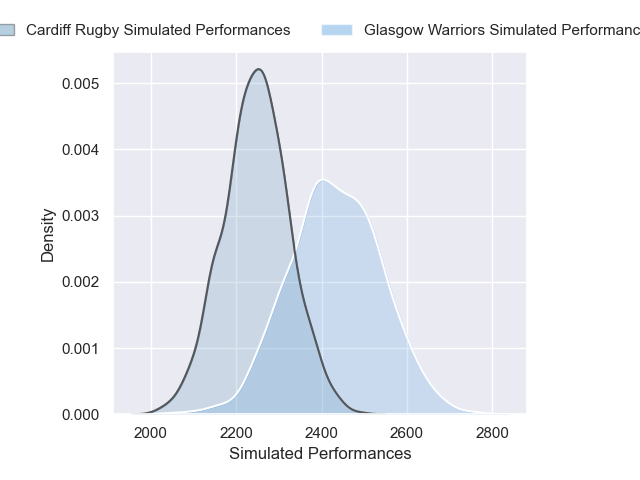 Cardiff Rugby Simulated Performances Glasgow Warriors Simulated Performanc
0.005
0.004
0.003
0.002
0.001
0.000
Density
2000 2200 2400 2600 2800
Simulated Performances